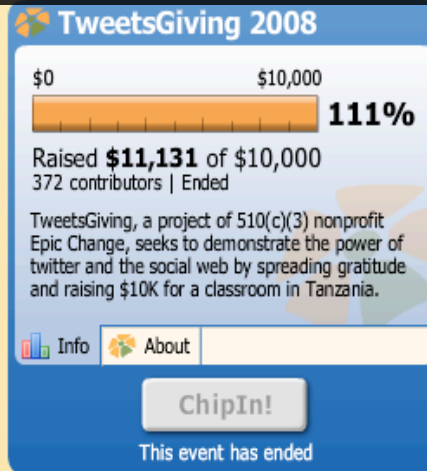 TweetsGiving 2008
$0 $10,000
111%
Raised $11,131 of $10,000
372 contributors | Ended
TweetsGiving, a project of 510(c)(3) nonprofit
Epic Change, seeks to demonstrate the power of
twitter and the social web by spreading gratitude
and raising $10K for a classroom in Tanzania.
Info About
ChipIn!
This event has ended